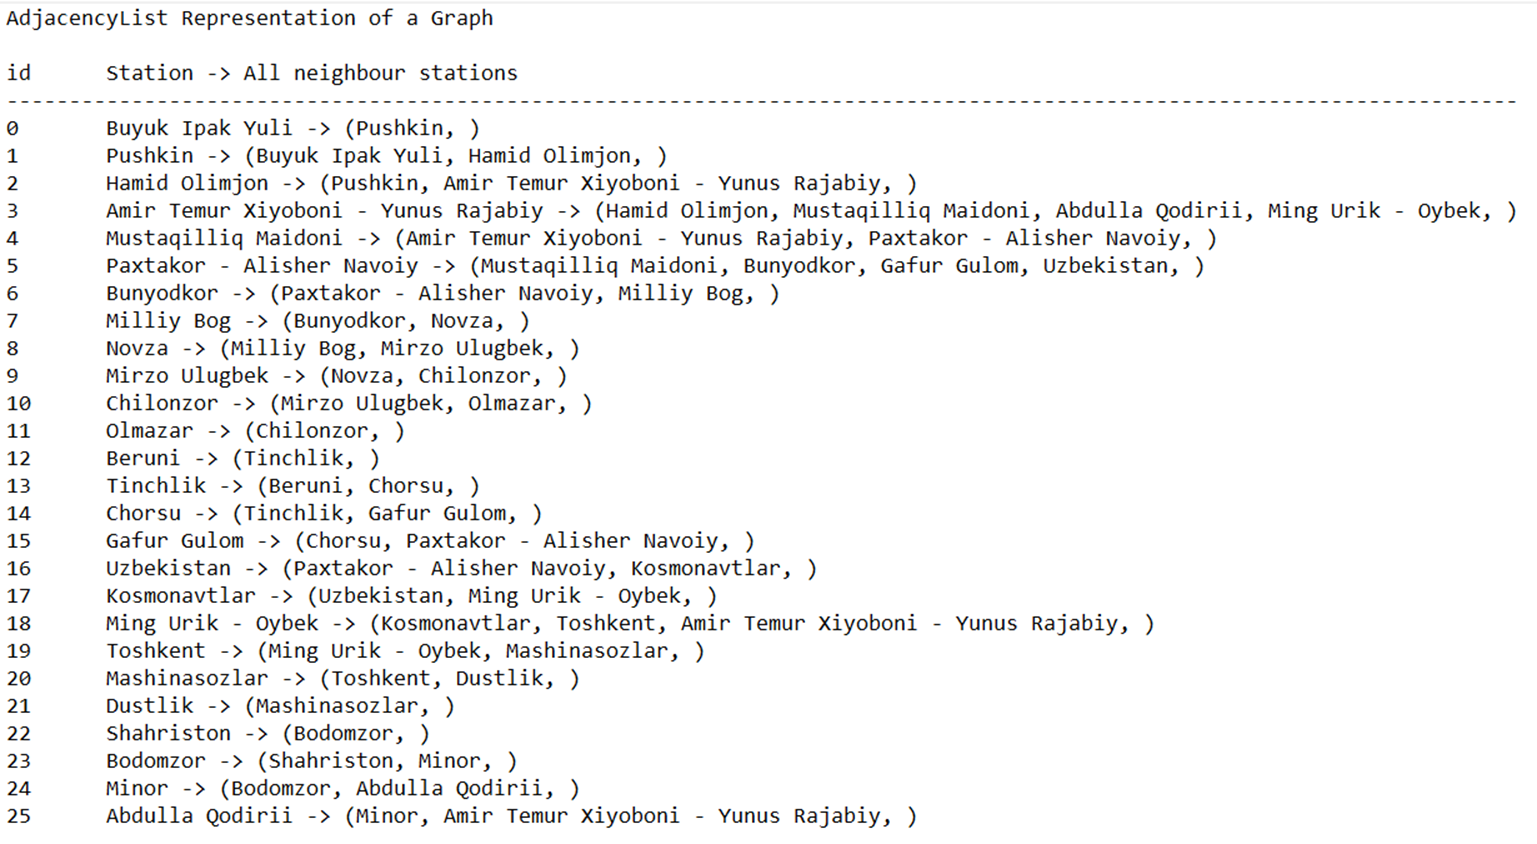 AdjacencyList Representation of a Graph
id Station -> All neighbour stations
-------------------------------------------------------------------------------------------------------------------------
0 Buyuk Ipak Yuli -> (Pushkin, )
1 Pushkin -> (Buyuk Ipak Yuli, Hamid Olimjon, )
2 Hamid Olimjon -> (Pushkin, Amir Temur Xiyoboni - Yunus Rajabiy, )
3 Amir Temur Xiyoboni - Yunus Rajabiy -> (Hamid Olimjon, Mustaqilliq Maidoni, Abdulla Qodirii, Ming Urik - Oybek, )
4 Mustaqilliq Maidoni -> (Amir Temur Xiyoboni - Yunus Rajabiy, Paxtakor - Alisher Navoiy, )
5 Paxtakor - Alisher Navoiy -> (Mustaqilliq Maidoni, Bunyodkor, Gafur Gulom, Uzbekistan, )
6 Bunyodkor -> (Paxtakor - Alisher Navoiy, Milliy Bog, )
7 Milliy Bog -> (Bunyodkor, Novza, )
8 Novza -> (Milliy Bog, Mirzo Ulugbek, )
9 Mirzo Ulugbek -> (Novza, Chilonzor, )
10 Chilonzor -> (Mirzo Ulugbek, Olmazar, )
11 Olmazar -> (Chilonzor, )
12 Beruni -> (Tinchlik, )
13 Tinchlik -> (Beruni, Chorsu, )
14 Chorsu -> (Tinchlik, Gafur Gulom, )
15 Gafur Gulom -> (Chorsu, Paxtakor - Alisher Navoiy, )
16 Uzbekistan -> (Paxtakor - Alisher Navoiy, Kosmonavtlar, )
17 Kosmonavtlar -> (Uzbekistan, Ming Urik - Oybek, )
18 Ming Urik - Oybek -> (Kosmonavtlar, Toshkent, Amir Temur Xiyoboni - Yunus Rajabiy, )
19 Toshkent -> (Ming Urik - Oybek, Mashinasozlar, )
20 Mashinasozlar -> (Toshkent, Dustlik, )
21 Dustlik -> (Mashinasozlar, )
22 Shahriston -> (Bodomzor, )
23 Bodomzor -> (Shahriston, Minor, )
24 Minor -> (Bodomzor, Abdulla Qodirii, )
25 Abdulla Qodirii -> (Minor, Amir Temur Xiyoboni - Yunus Rajabiy, )